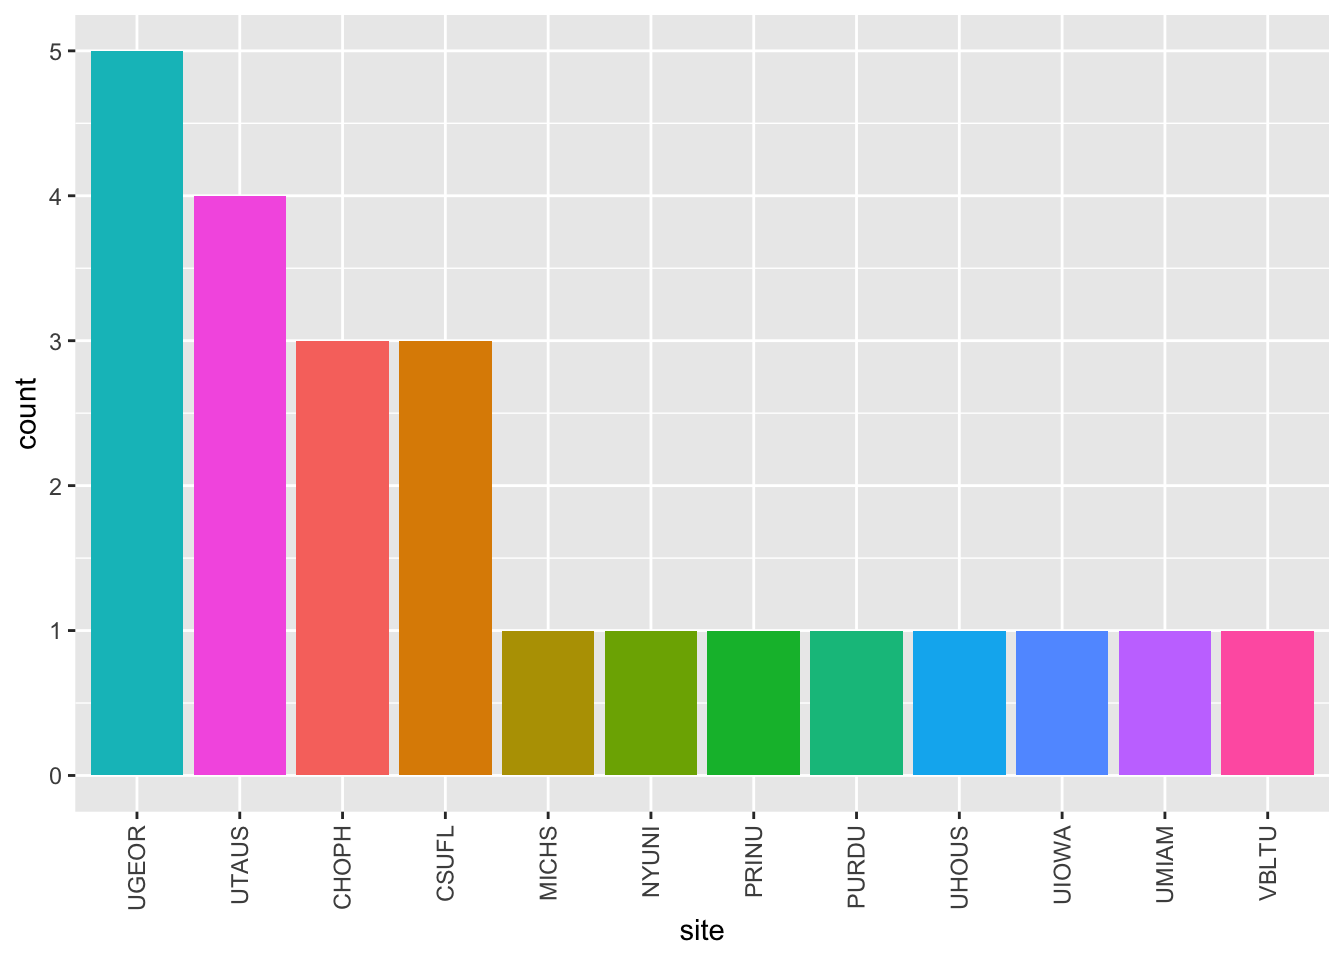 count
5
4
3
2
1
0
UGEOR
UTAUS
CHOPH
CSUFL
MICHS
NYUNI
PRINU
PURDU
UHOUS
UIOWA
UMIAM
VBLTU
site